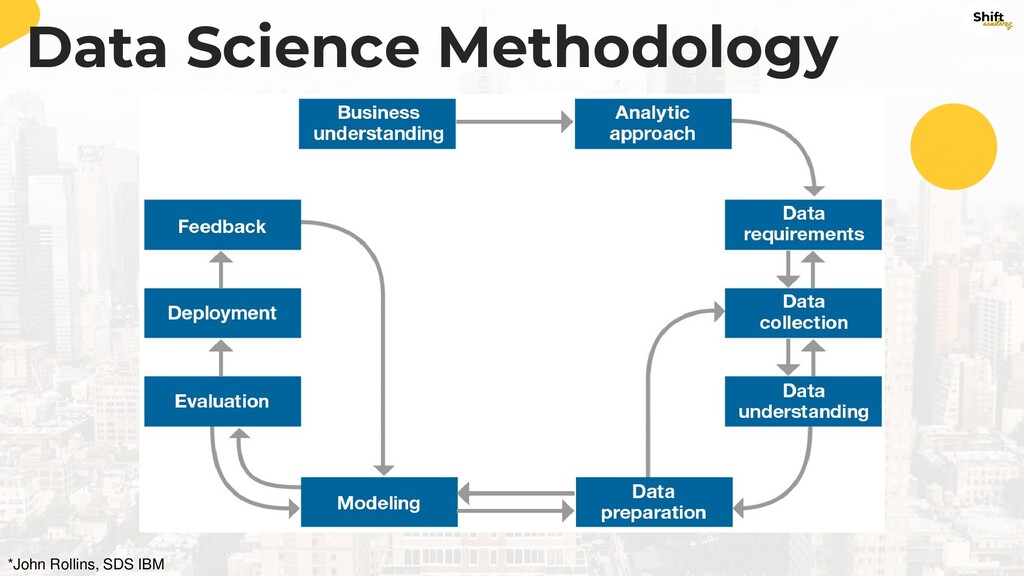 Shift
academy
Data Science Methodology
Business
understanding
Analytic
approach
Feedback
Data
requirements
Deployment
Data
collection
Evaluation
Data
understanding
Modeling
Data
preparation
*John Rollins, SDS IBM